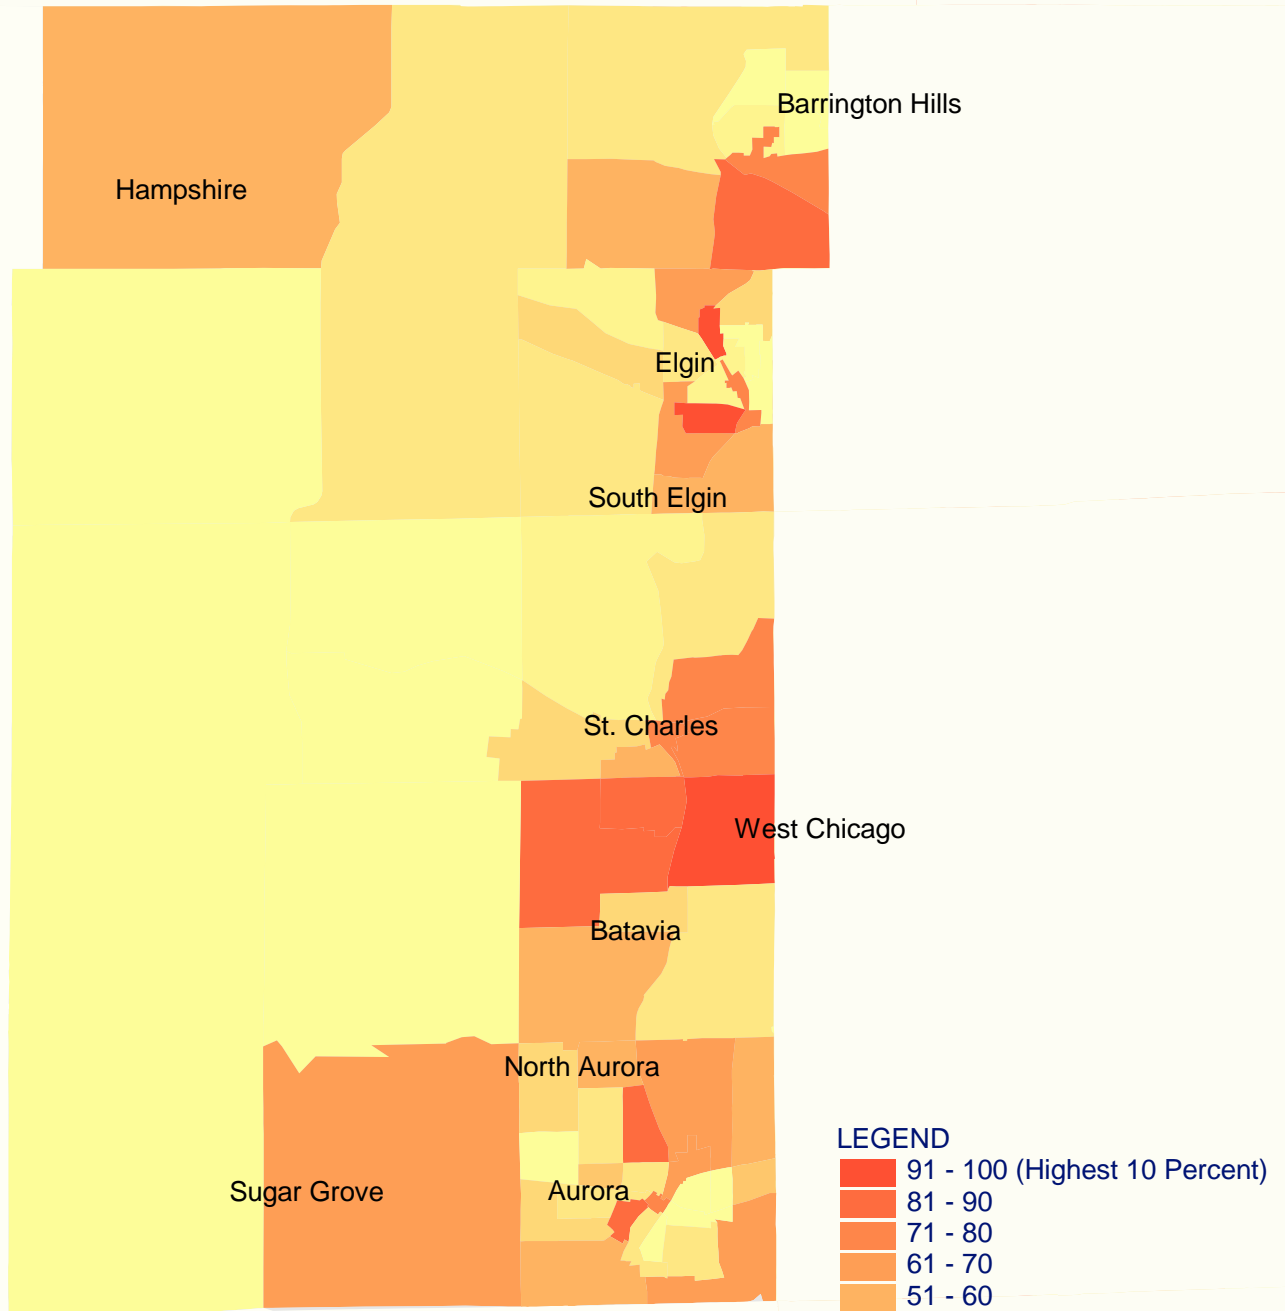 Barrington Hills
Hampshire
Elgin
South Elgin
St. Charles
West Chicago
Batavia
North Aurora
Sugar Grove
Aurora
LEGEND
91 - 100 (Highest 10 Percent)
81 - 90
71 - 80
61 - 70
51 - 60